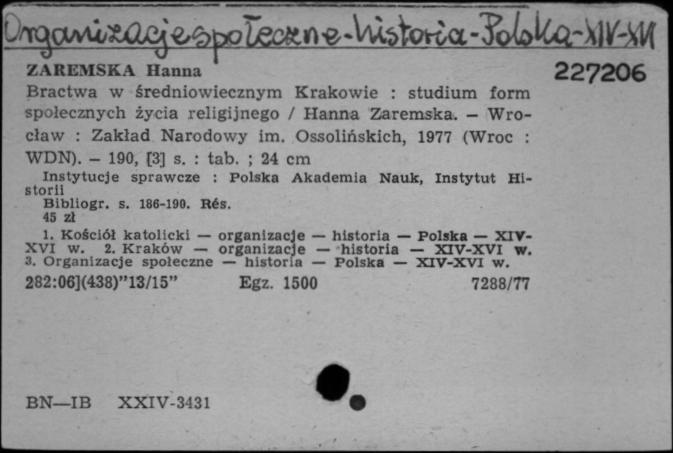 Organizacje społeczne - historia - Polska - XIV-XVI
ZAREMSKA Hanna 227206
Bractwa w średniowiecznym Krakowie : studium form
społecznych życia religijnego / Hanna Zaremska. — Wro-
cław : Zakład Narodowy im. Ossolińskich, 1977 (Wroc :
WDN). — 190, [3] s. : tab. ; 24 cm
Instytucje sprawcze : Polska Akademia Nauk, Instytut Hi-
storii
Bibliogr. s. 186-190. Rés.
45 zł
1. Kościół katolicki — organizacje — historia — Polska — XIV-
XVI w. 2. Kraków — organizacje — historia — XIV-XVI w.
3. Organizacje społeczne — historia — Polska — XIV-XVI w.
282:06](438)"13/15" Egz. 1500 7288/77
BN—IB XXIV-3431